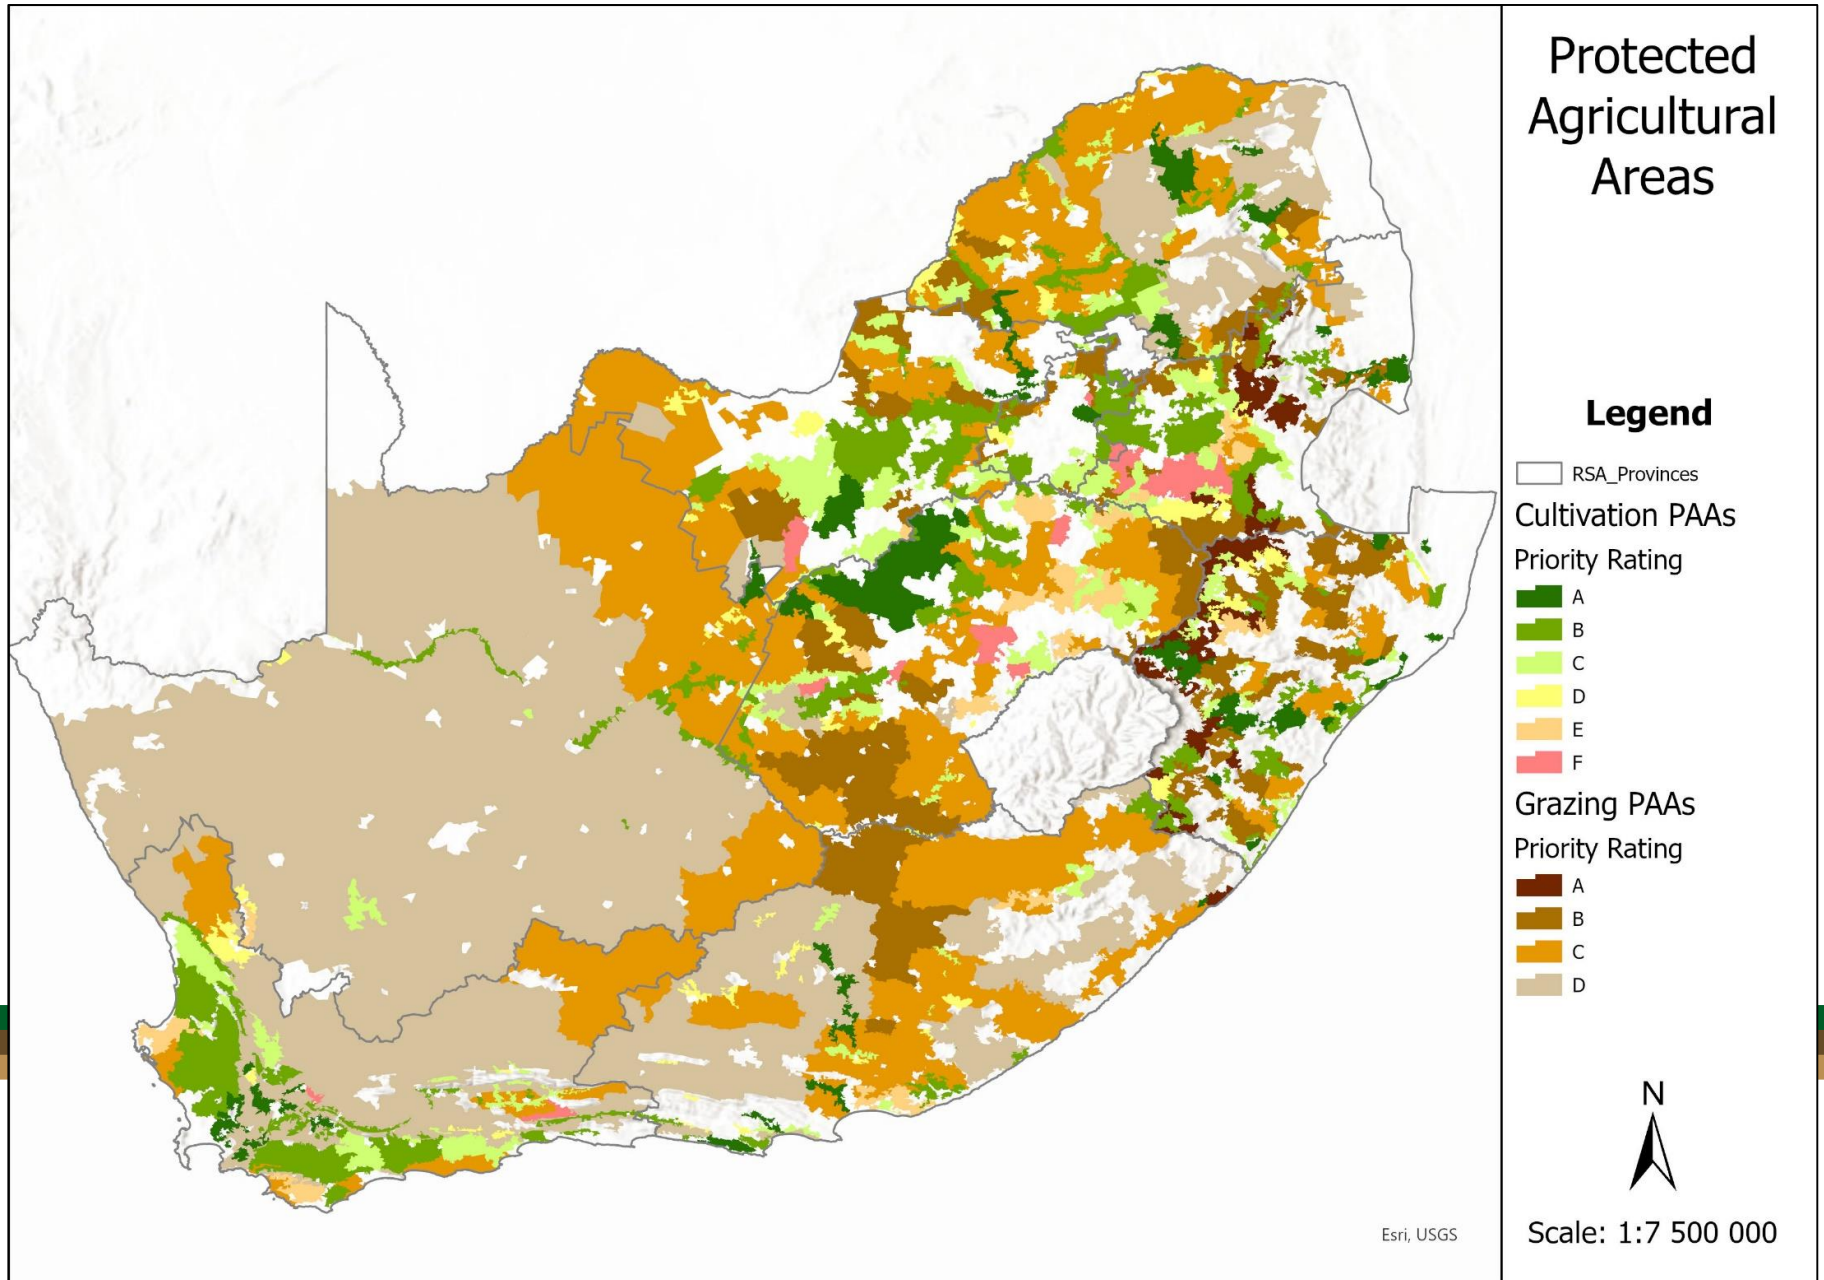 Protected
Agricultural
Areas
Legend
RSA_Provinces
Cultivation PAAs
Priority Rating
A
B
C
D
E
F
Grazing PAAs
Priority Rating
A
B
C
D
N
Scale: 1:7 500 000
Esri, USGS